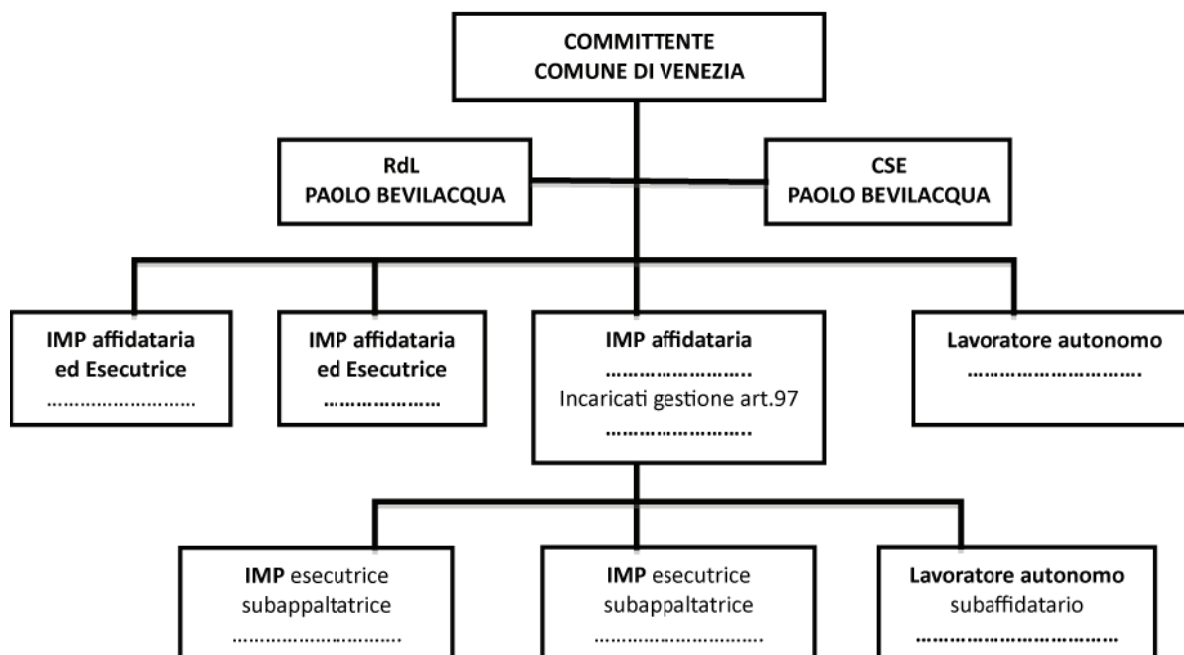 COMMITTENTE
COMUNE DI VENEZIA
RdL
PAOLO BEVILACQUA
CSE
PAOLO BEVILACQUA
IMP affidataria
ed Esecutrice
............................
IMP affidataria
ed Esecutrice
......................
IMP affidataria
............................
Incaricati gestione art.97
............................
Lavoratore autonomo
.................................
IMP esecutrice
subappaltatrice
................................
IMP esecutrice
subappaltatrice
................................
Lavoratore autonomo
subaffidatario
......................................